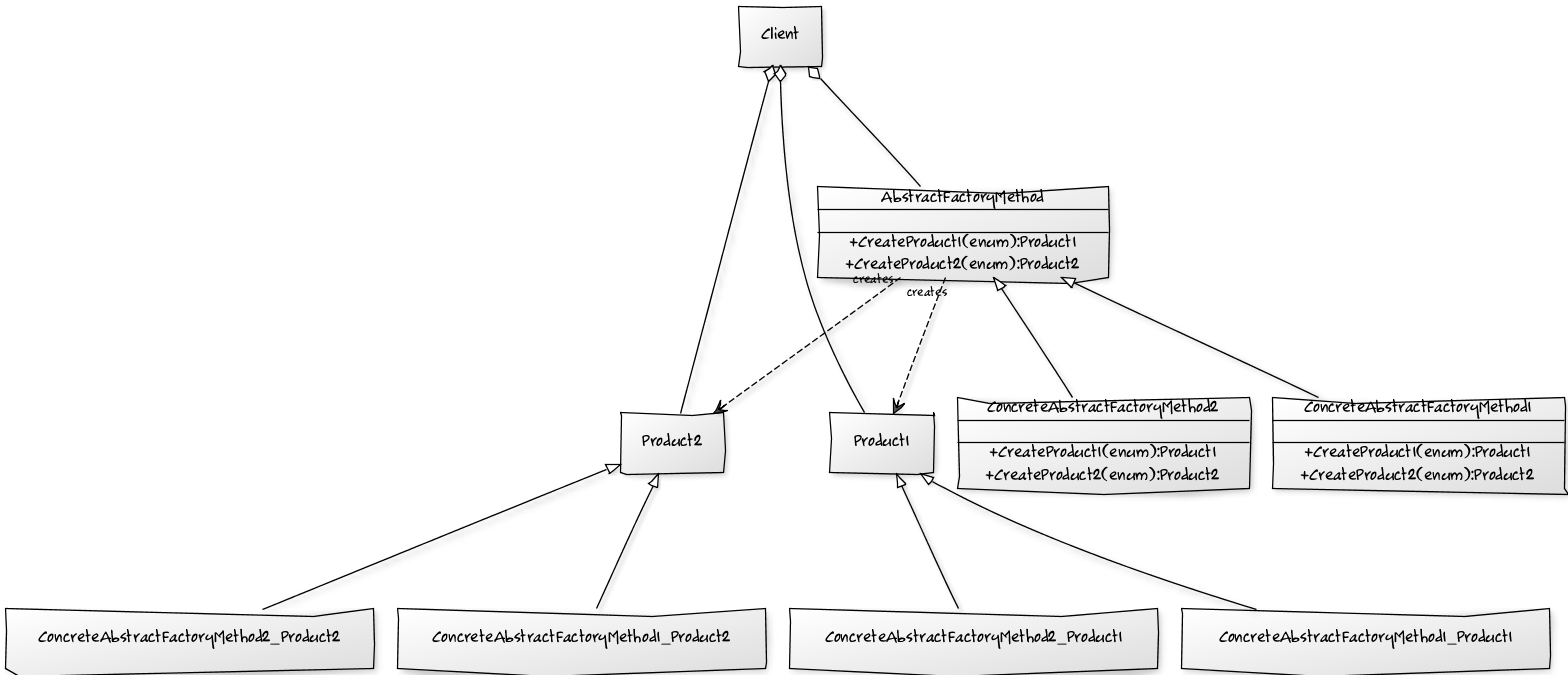 Client
AbstractFactoryMethod
+CreateProduct1(enum):Product1
+CreateProduct2(enum):Product2
creates
creates
Product2
Product1
ConcreteAbstractFactoryMethod2
+CreateProduct1(enum):Product1
+CreateProduct2(enum):Product2
ConcreteAbstractFactoryMethod1
+CreateProduct1(enum):Product1
+CreateProduct2(enum):Product2
ConcreteAbstractFactoryMethod2_Product2
ConcreteAbstractFactoryMethod1_Product2
ConcreteAbstractFactoryMethod2_Product1
ConcreteAbstractFactoryMethod1_Product1